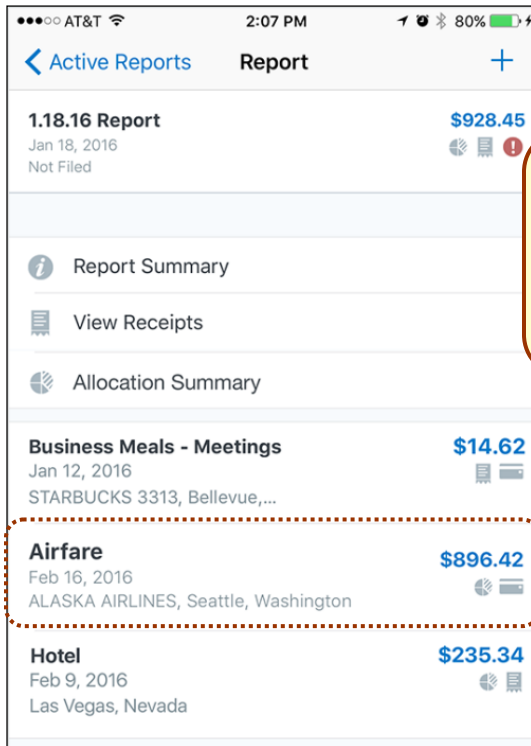 AT&T 2:07 PM 80%
Active Reports Report +
1.18.16 Report $928.45
Jan 18, 2016
Not Filed
Report Summary
View Receipts
Allocation Summary
Business Meals - Meetings $14.62
Jan 12, 2016
STARBUCKS 3313, Bellevue,...
Airfare $896.42
Feb 16, 2016
ALASKA AIRLINES, Seattle, Washington
Hotel $235.34
Feb 9, 2016
Las Vegas, Nevada